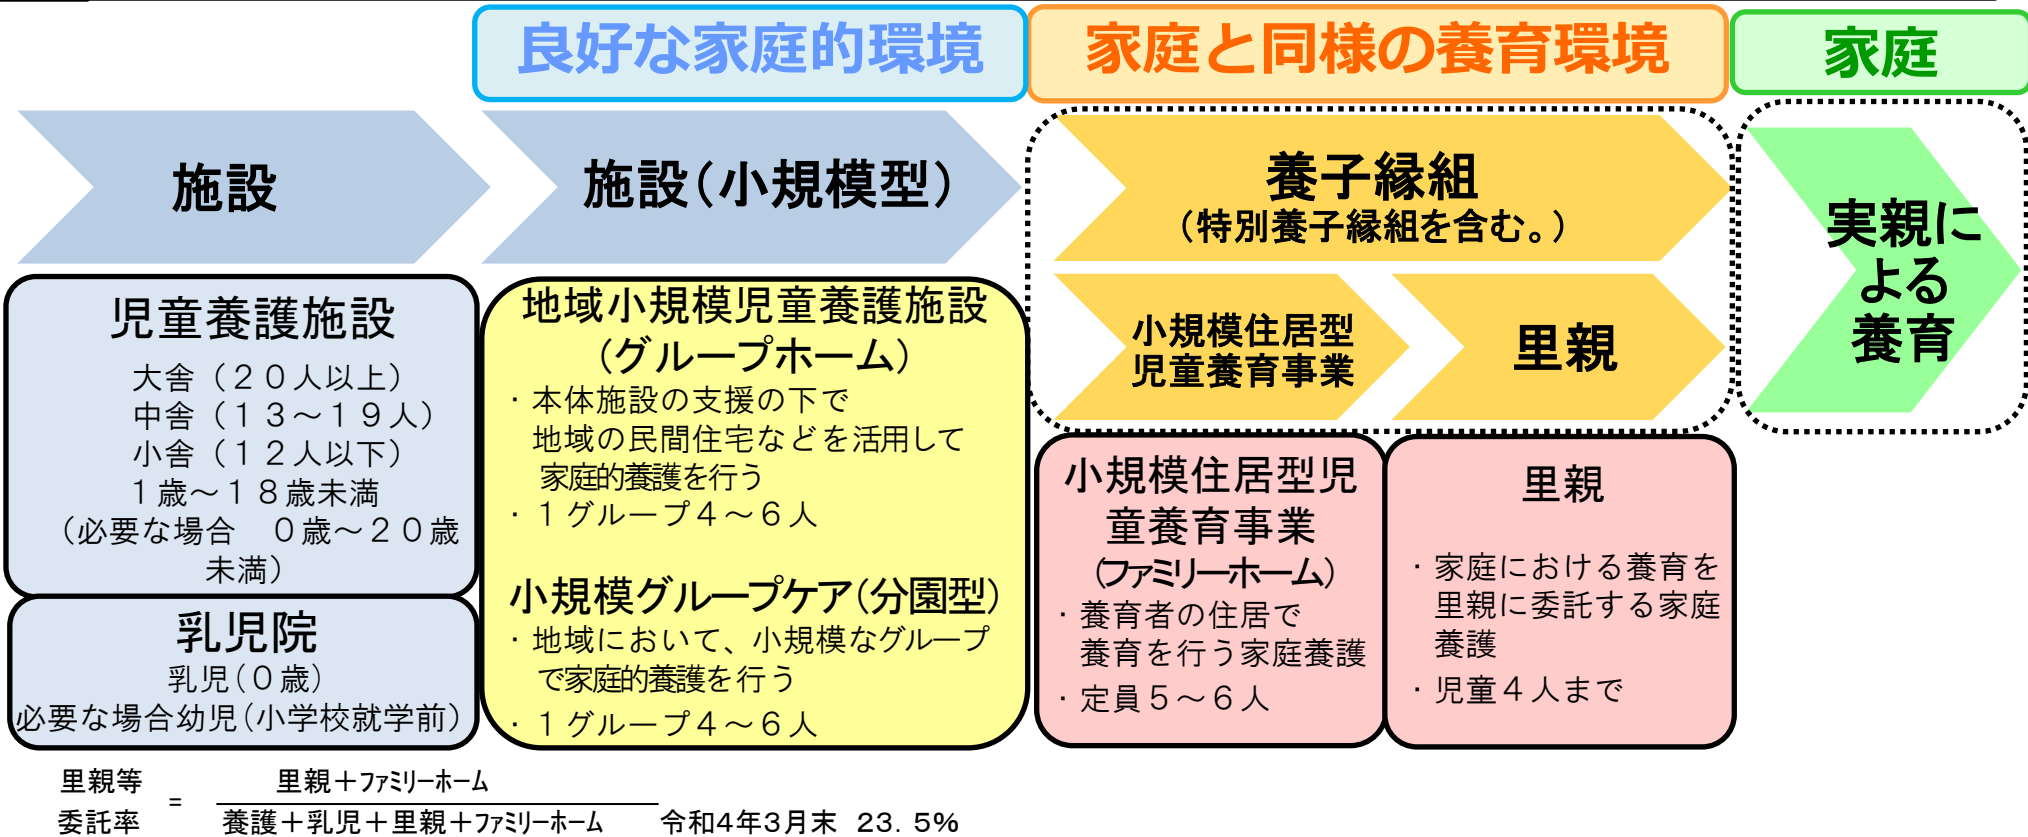 良好な家庭的環境
家庭と同様の養育環境
家庭
施設
施設(小規模型)
養子縁組
(特別養子縁組を含む。)
小規模住居型
児童養育事業
里親
実親に
よる
養育
児童養護施設
大舎（２０人以上）
中舎（１３～１９人）
小舎（１２人以下）
１歳～１８歳未満
（必要な場合　０歳～２０歳
未満）
乳児院
乳児（０歳）
必要な場合幼児（小学校就学前）
地域小規模児童養護施設
（グループホーム）
・本体施設の支援の下で
地域の民間住宅などを活用して
家庭的養護を行う
・１グループ４～６人
小規模グループケア（分園型）
・地域において、小規模なグループ
で家庭的養護を行う
・１グループ４～６人
小規模住居型児
童養育事業
（ファミリーホーム）
・養育者の住居で
養育を行う家庭養護
・定員５～６人
里親
・家庭における養育を
里親に委託する家庭
養護
・児童４人まで
里親等
委託率
=
里親＋ファミリーホーム
養護＋乳児＋里親＋ファミリーホーム
令和4年3月末 23．5%